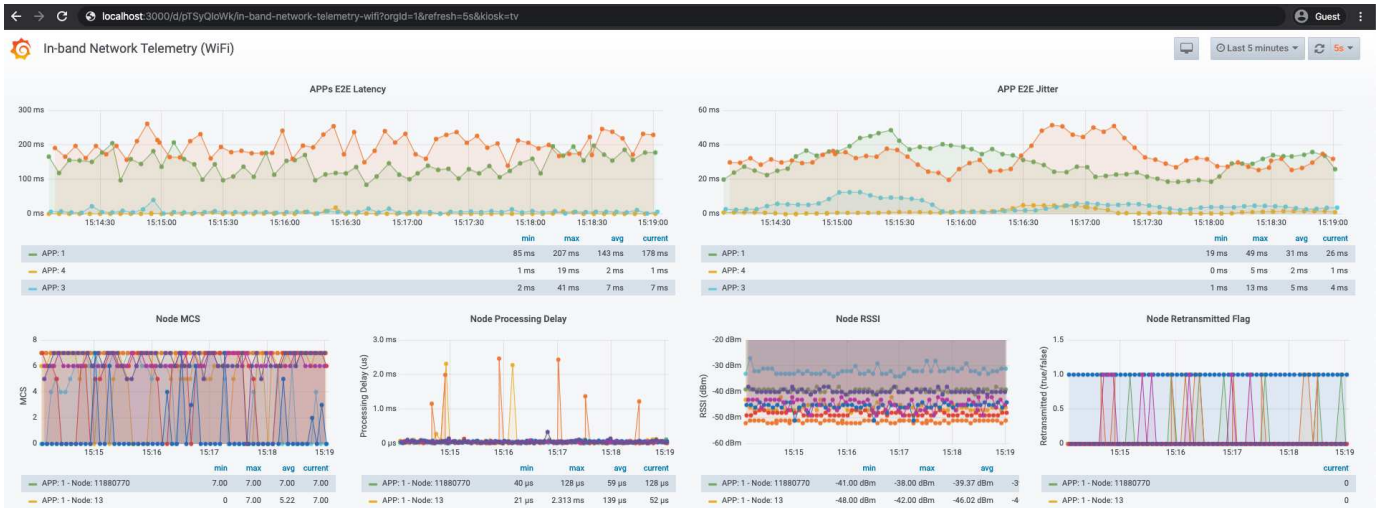 localhost:3000/d/pTSyQIoWk/in-band-network-telemetry-wifi?orgId=1&refresh=5s&kiosk=tv Guest
In-band Network Telemetry (WiFi) Last 5 minutes 5s
APPs E2E Latency
300 ms
200 ms
100 ms
0 ms
15:14:30 15:15:00 15:15:30 15:16:00 15:16:30 15:17:00 15:17:30 15:18:00 15:18:30 15:19:00
min max avg current
APP: 1 85 ms 207 ms 143 ms 178 ms
APP: 4 1 ms 19 ms 2 ms 1 ms
APP: 3 2 ms 41 ms 7 ms 7 ms
APP E2E Jitter
60 ms
40 ms
20 ms
0 ms
15:14:30 15:15:00 15:15:30 15:16:00 15:16:30 15:17:00 15:17:30 15:18:00 15:18:30 15:19:00
min max avg current
APP: 1 19 ms 49 ms 31 ms 26 ms
APP: 4 0 ms 5 ms 2 ms 1 ms
APP: 3 1 ms 13 ms 5 ms 4 ms
Node MCS
MCS
8
6
4
2
0
15:15 15:16 15:17 15:18 15:19
min max avg current
APP: 1 - Node: 11880770 7.00 7.00 7.00 7.00
APP: 1 - Node: 13 0 7.00 5.22 7.00
Node Processing Delay
Processing Delay (us)
3.0 ms
2.0 ms
1.0 ms
0 µs
15:15 15:16 15:17 15:18 15:19
min max avg current
APP: 1 - Node: 11880770 40 µs 128 µs 59 µs 128 µs
APP: 1 - Node: 13 21 µs 2.313 ms 139 µs 52 µs
Node RSSI
RSSI (dBm)
-20 dBm
-30 dBm
-40 dBm
-50 dBm
-60 dBm
15:15 15:16 15:17 15:18 15:19
min max avg
APP: 1 - Node: 11880770 -41.00 dBm -38.00 dBm -39.37 dBm -3
APP: 1 - Node: 13 -48.00 dBm -42.00 dBm -46.02 dBm -4
Node Retransmitted Flag
Retransmitted (true/false)
1.5
1.0
0.5
0
15:15 15:16 15:17 15:18 15:19
current
APP: 1 - Node: 11880770 0
APP: 1 - Node: 13 0